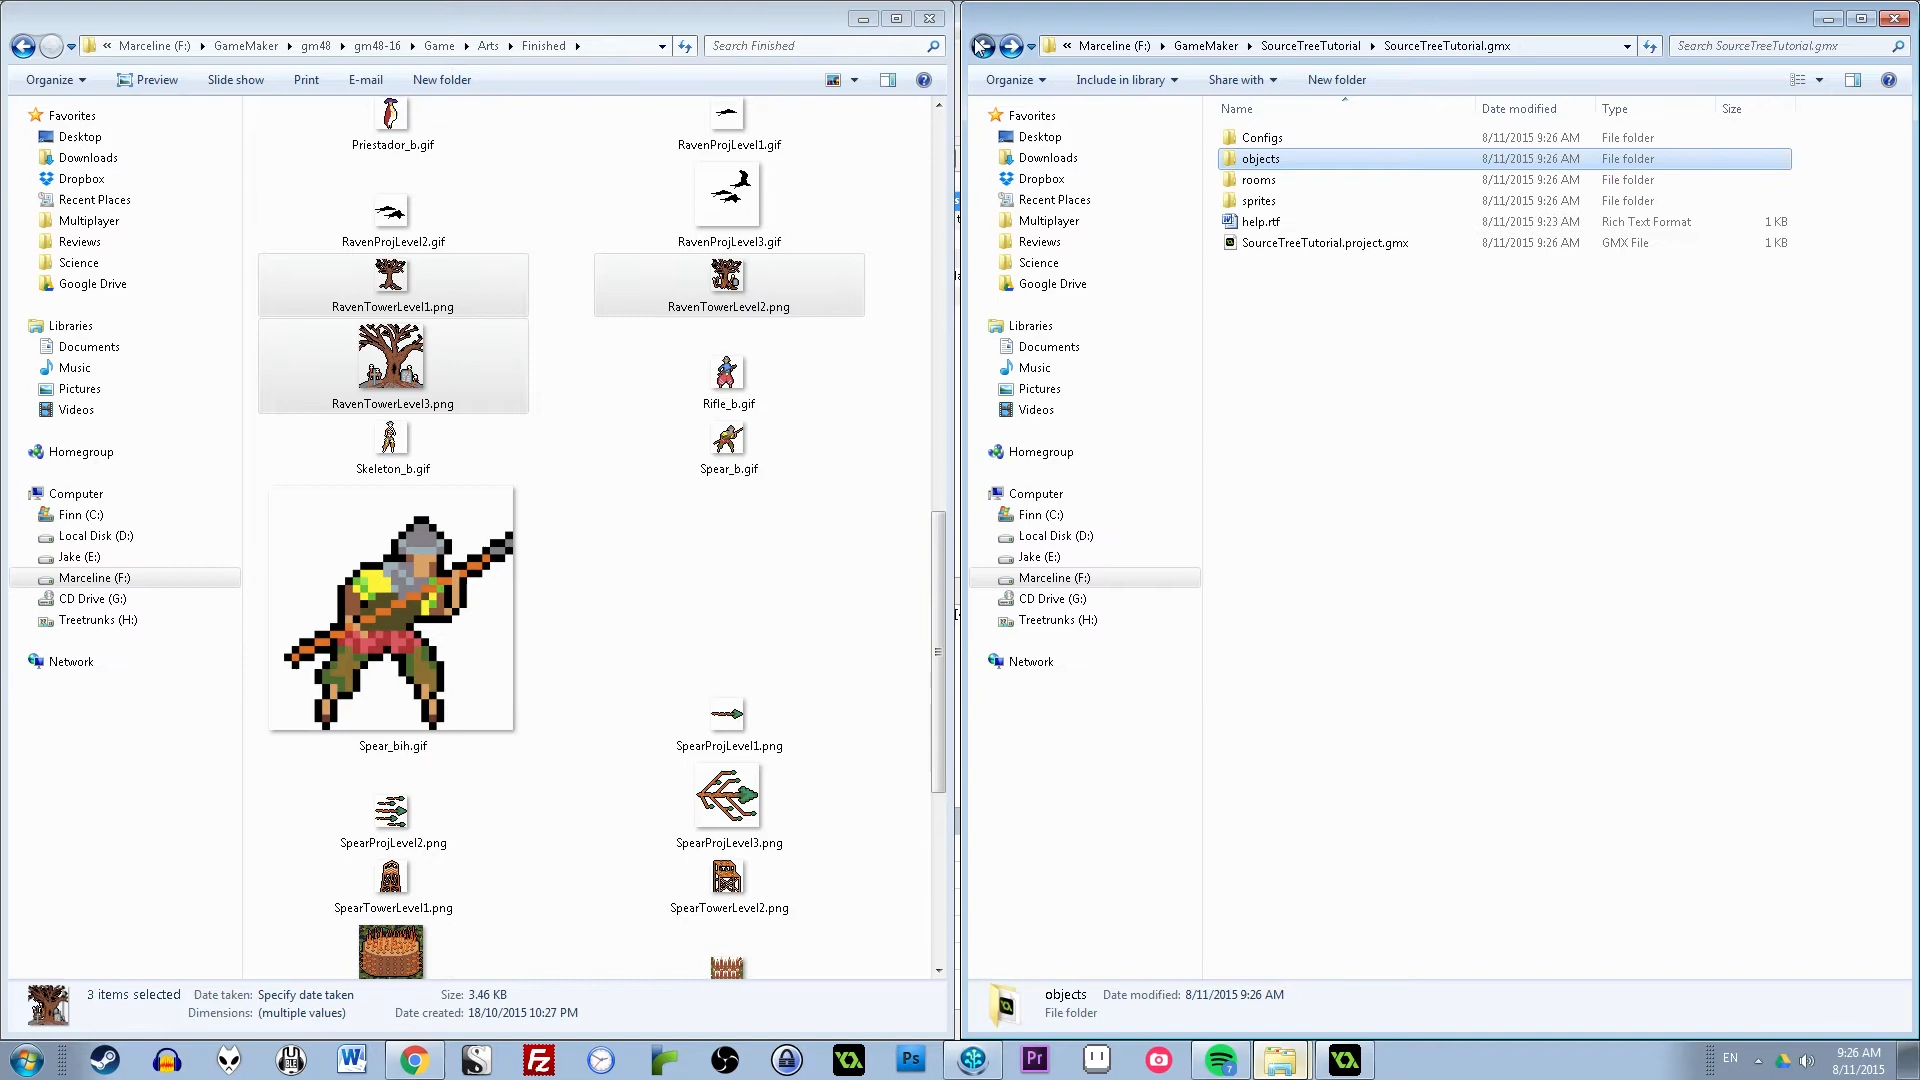 « Marceline (F:) GameMaker gm48 gm48-16 Game Arts Finished
Search Finished
Organize Preview Slide show Print E-mail New folder
Favorites
Desktop
Downloads
Dropbox
Recent Places
Multiplayer
Reviews
Science
Google Drive
Libraries
Documents
Music
Pictures
Videos
Homegroup
Computer
Finn (C:)
Local Disk (D:)
Jake (E:)
Marceline (F:)
CD Drive (G:)
Treetrunks (H:)
Network
Priestador_b.gif RavenProjLevel1.gif
RavenProjLevel2.gif RavenProjLevel3.gif
RavenTowerLevel1.png RavenTowerLevel2.png
RavenTowerLevel3.png Rifle_b.gif
Skeleton_b.gif Spear_b.gif
Spear_bih.gif SpearProjLevel1.png
SpearProjLevel2.png SpearProjLevel3.png
SpearTowerLevel1.png SpearTowerLevel2.png
3 items selected Date taken: Specify date taken Size: 3.46 KB
Dimensions: (multiple values) Date created: 18/10/2015 10:27 PM
« Marceline (F:) GameMaker SourceTreeTutorial SourceTreeTutorial.gmx
Search SourceTreeTutorial.gmx
Organize Include in library Share with New folder
Favorites
Desktop
Downloads
Dropbox
Recent Places
Multiplayer
Reviews
Science
Google Drive
Libraries
Documents
Music
Pictures
Videos
Homegroup
Computer
Finn (C:)
Local Disk (D:)
Jake (E:)
Marceline (F:)
CD Drive (G:)
Treetrunks (H:)
Network
Name Date modified Type Size
Configs 8/11/2015 9:26 AM File folder
objects 8/11/2015 9:26 AM File folder
rooms 8/11/2015 9:26 AM File folder
sprites 8/11/2015 9:26 AM File folder
help.rtf 8/11/2015 9:23 AM Rich Text Format 1 KB
SourceTreeTutorial.project.gmx 8/11/2015 9:26 AM GMX File 1 KB
objects Date modified: 8/11/2015 9:26 AM
File folder
Ps
Pr
7
EN
9:26 AM
8/11/2015